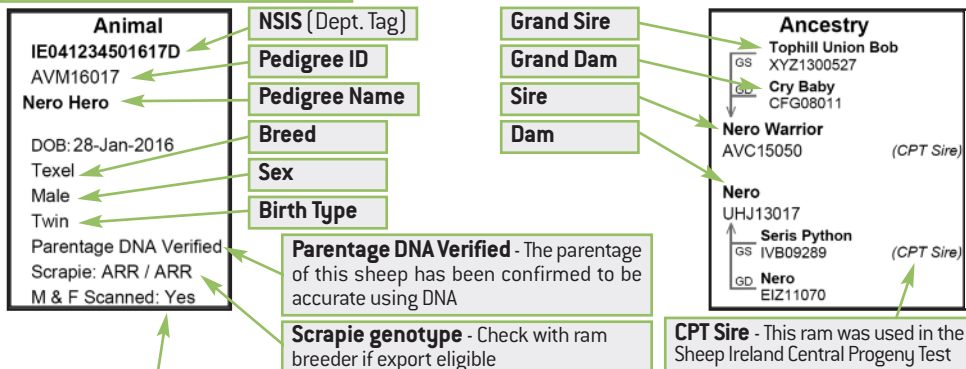 Animal
IE041234501617D
AVM16017
Nero Hero
DOB: 28-Jan-2016
Texel
Male
Twin
Parentage DNA Verified
Scrapie: ARR / ARR
M & F Scanned: Yes
NSIS (Dept. Tag)
Pedigree ID
Pedigree Name
Breed
Sex
Birth Type
Parentage DNA Verified - The parentage
of this sheep has been confirmed to be
accurate using DNA
Scrapie genotype - Check with ram
breeder if export eligible
Grand Sire
Grand Dam
Sire
Dam
Ancestry
Tophill Union Bob
GS XYZ1300527
GD Cry Baby
CFG08011
Nero Warrior
AVC15050 (CPT Sire)
Nero
UHJ13017
Seris Python
GS IVB09289 (CPT Sire)
GD Nero
EIZ11070
CPT Sire - This ram was used in the
Sheep Ireland Central Progeny Test